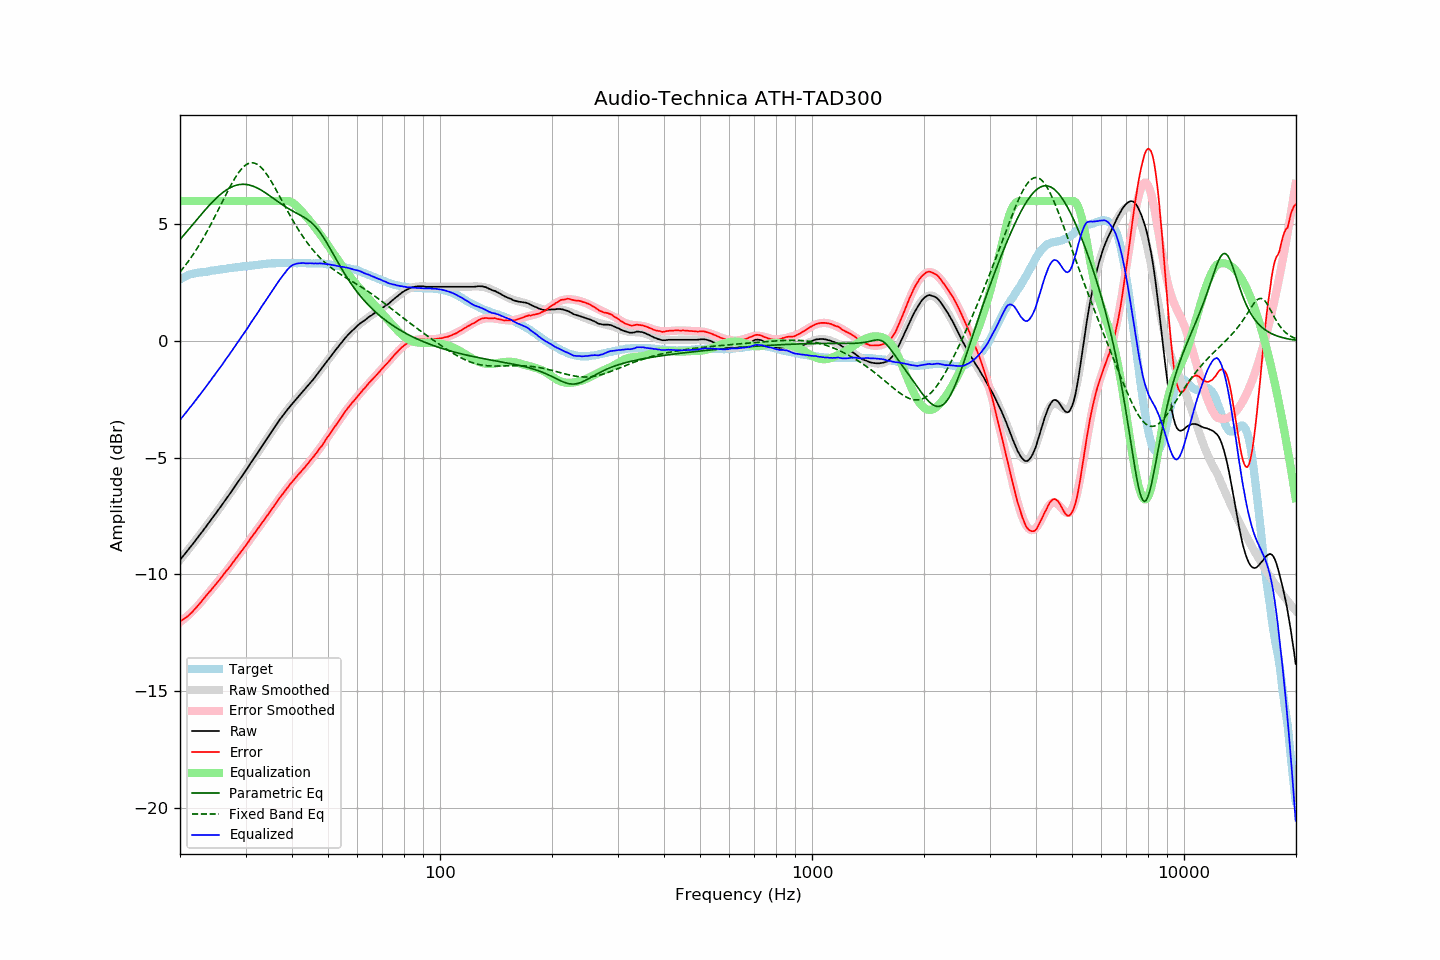 Audio-Technica ATH-TAD300
Amplitude (dBr)
5
0
−5
−10
−15
−20
Target
Raw Smoothed
Error Smoothed
Raw
Error
Equalization
Parametric Eq
Fixed Band Eq
Equalized
100 1000 10000
Frequency (Hz)